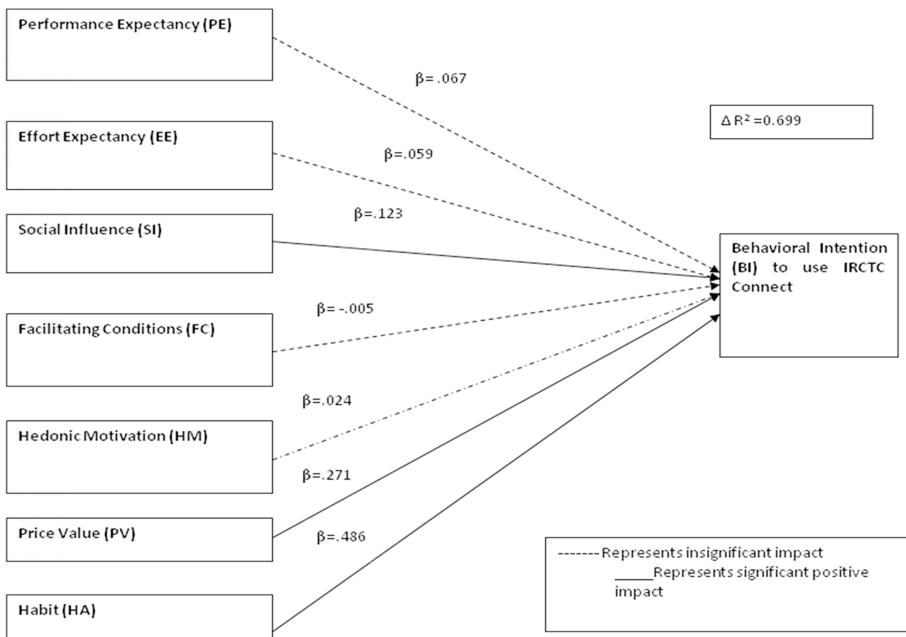 Performance Expectancy (PE)
β= .067
Δ R² =0.699
Effort Expectancy (EE)
β=.059
β=.123
Social Influence (SI)
Behavioral Intention
(BI) to use IRCTC
Connect
β= -.005
Facilitating Conditions (FC)
β=.024
Hedonic Motivation (HM)
β=.271
Price Value (PV)
β=.486
-------Represents insignificant impact
____Represents significant positive
impact
Habit (HA)